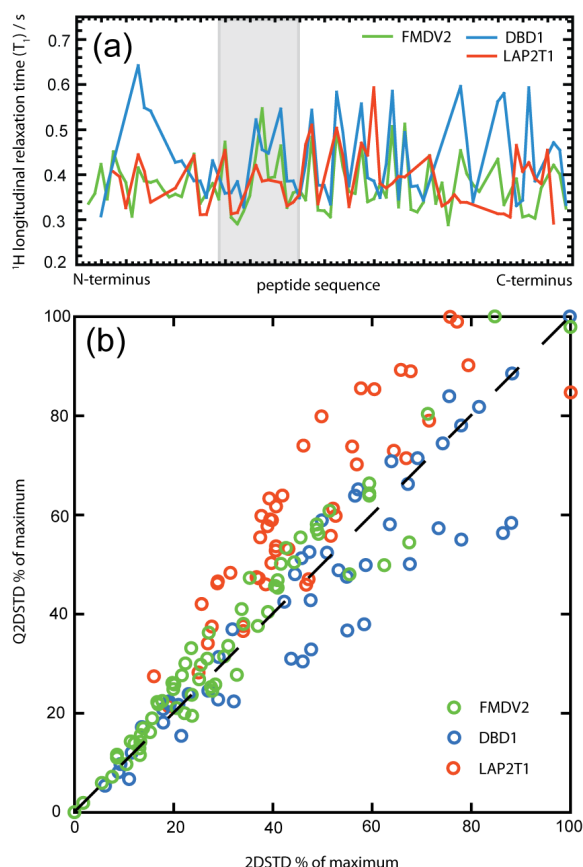 0.7
0.6
0.5
0.4
0.3
0.2
¹H longitudinal relaxation time (T₁) / s
(a)
FMDV2
DBD1
LAP2T1
N-terminus
peptide sequence
C-terminus
100
80
60
40
20
0
Q2DSTD % of maximum
(b)
FMDV2
DBD1
LAP2T1
0
20
40
60
80
100
2DSTD % of maximum